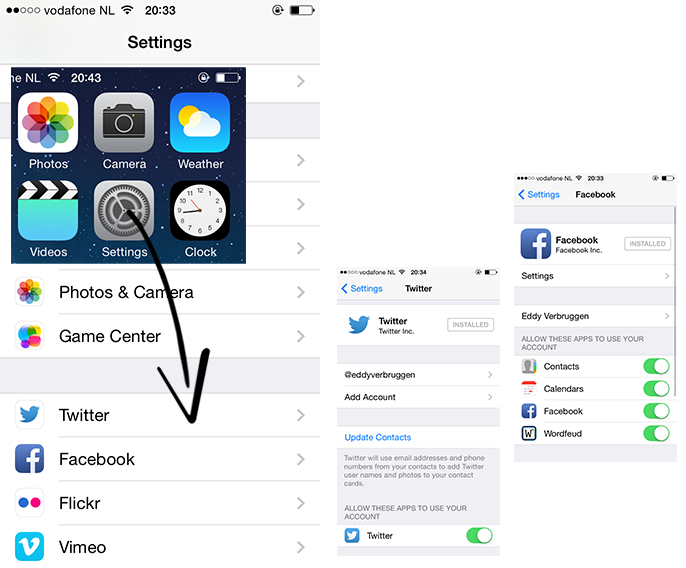 vodafone NL 20:33
Settings
ne NL 20:43
Photos Camera Weather
Videos Settings Clock
Photos & Camera
Game Center
Twitter
Facebook
Flickr
Vimeo
vodafone NL 20:34
Settings Twitter
Twitter
Twitter Inc.
INSTALLED
@eddyverbruggen
Add Account
Update Contacts
Twitter will use email addresses and phone
numbers from your contacts to add Twitter
user names and photos to your contact
cards.
ALLOW THESE APPS TO USE YOUR
ACCOUNT
Twitter
vodafone NL 20:33
Settings Facebook
Facebook
Facebook Inc.
INSTALLED
Settings
Eddy Verbruggen
ALLOW THESE APPS TO USE YOUR
ACCOUNT
Contacts
Calendars
Facebook
Wordfeud